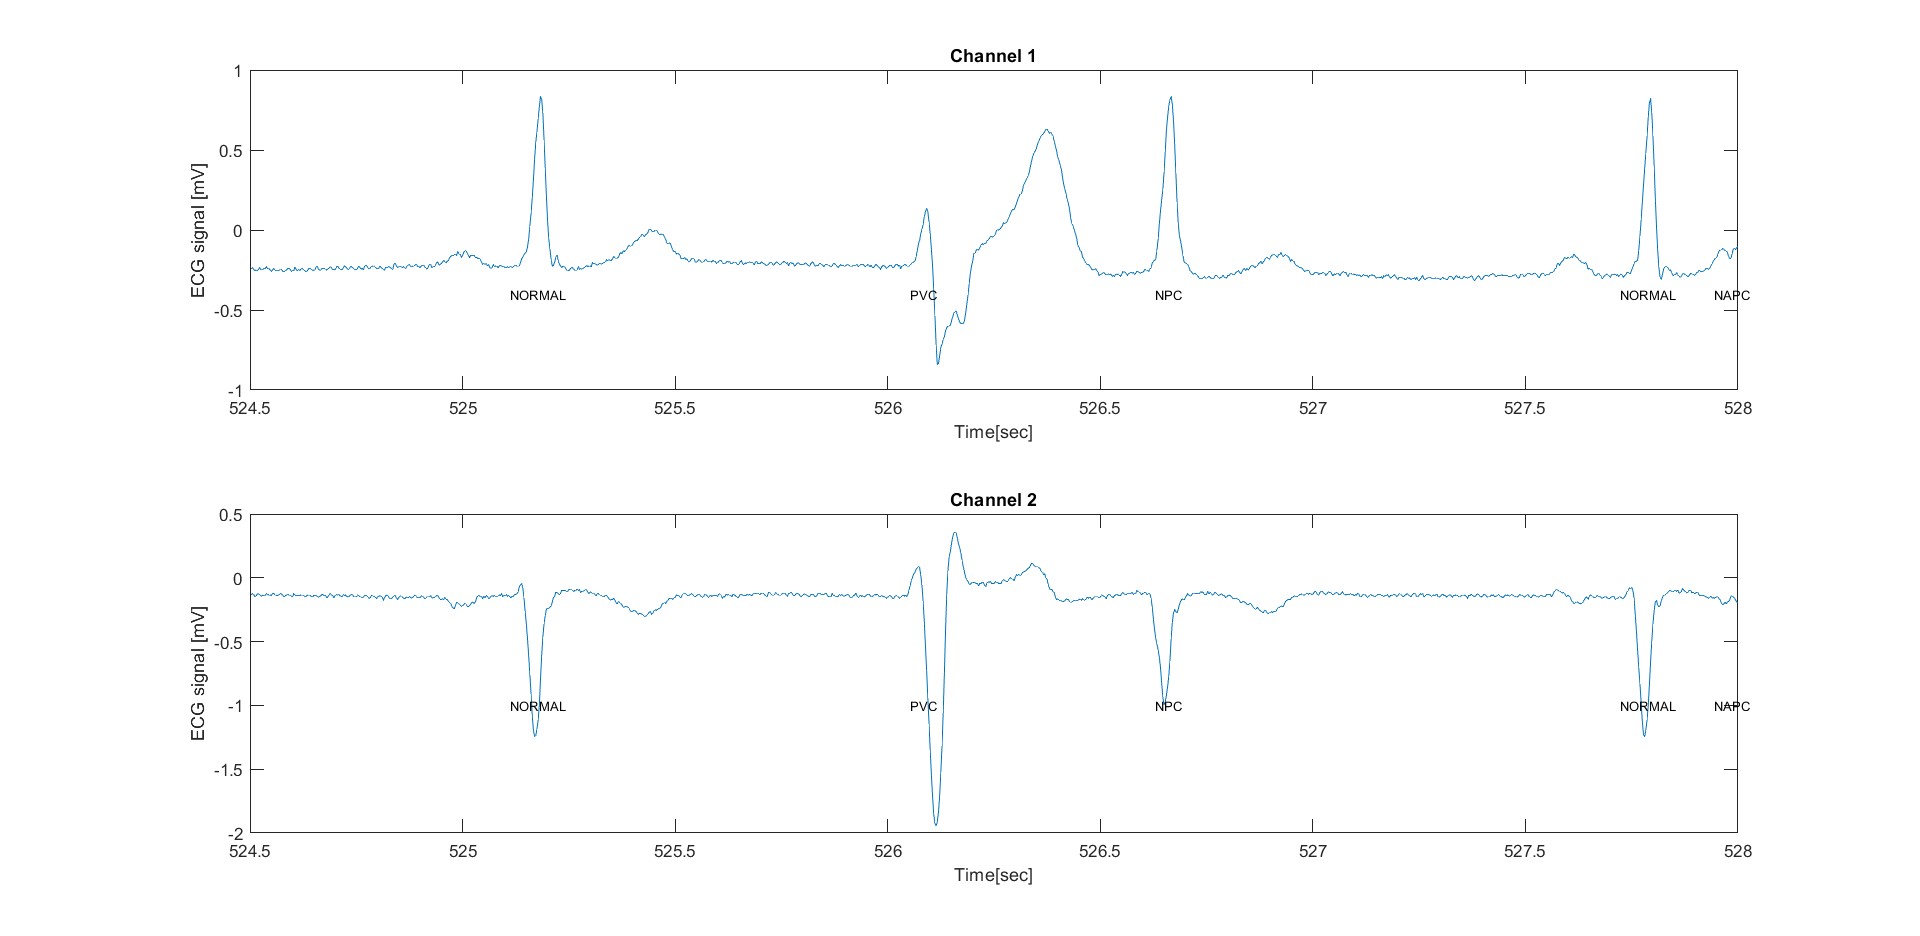 Channel 1
ECG signal [mV]
1
0.5
0
-0.5
-1
NORMAL PVC NPC NORMAL NAPC
524.5 525 525.5 526 526.5 527 527.5 528
Time[sec]
Channel 2
ECG signal [mV]
0.5
0
-0.5
-1
-1.5
-2
NORMAL PVC NPC NORMAL NAPC
524.5 525 525.5 526 526.5 527 527.5 528
Time[sec]